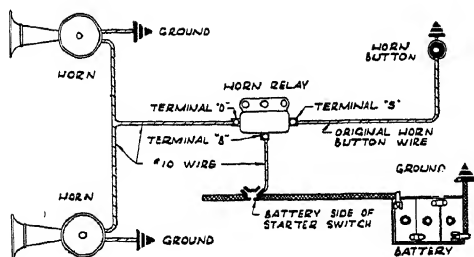 GROUND
HORN
HORN RELAY
HORN
BUTTON
TERMINAL "D"
TERMINAL "S"
TERMINAL "B"
ORIGINAL HORN
BUTTON WIRE
#10 WIRE
GROUND
HORN
BATTERY SIDE OF
STARTER SWITCH
GROUND
BATTERY